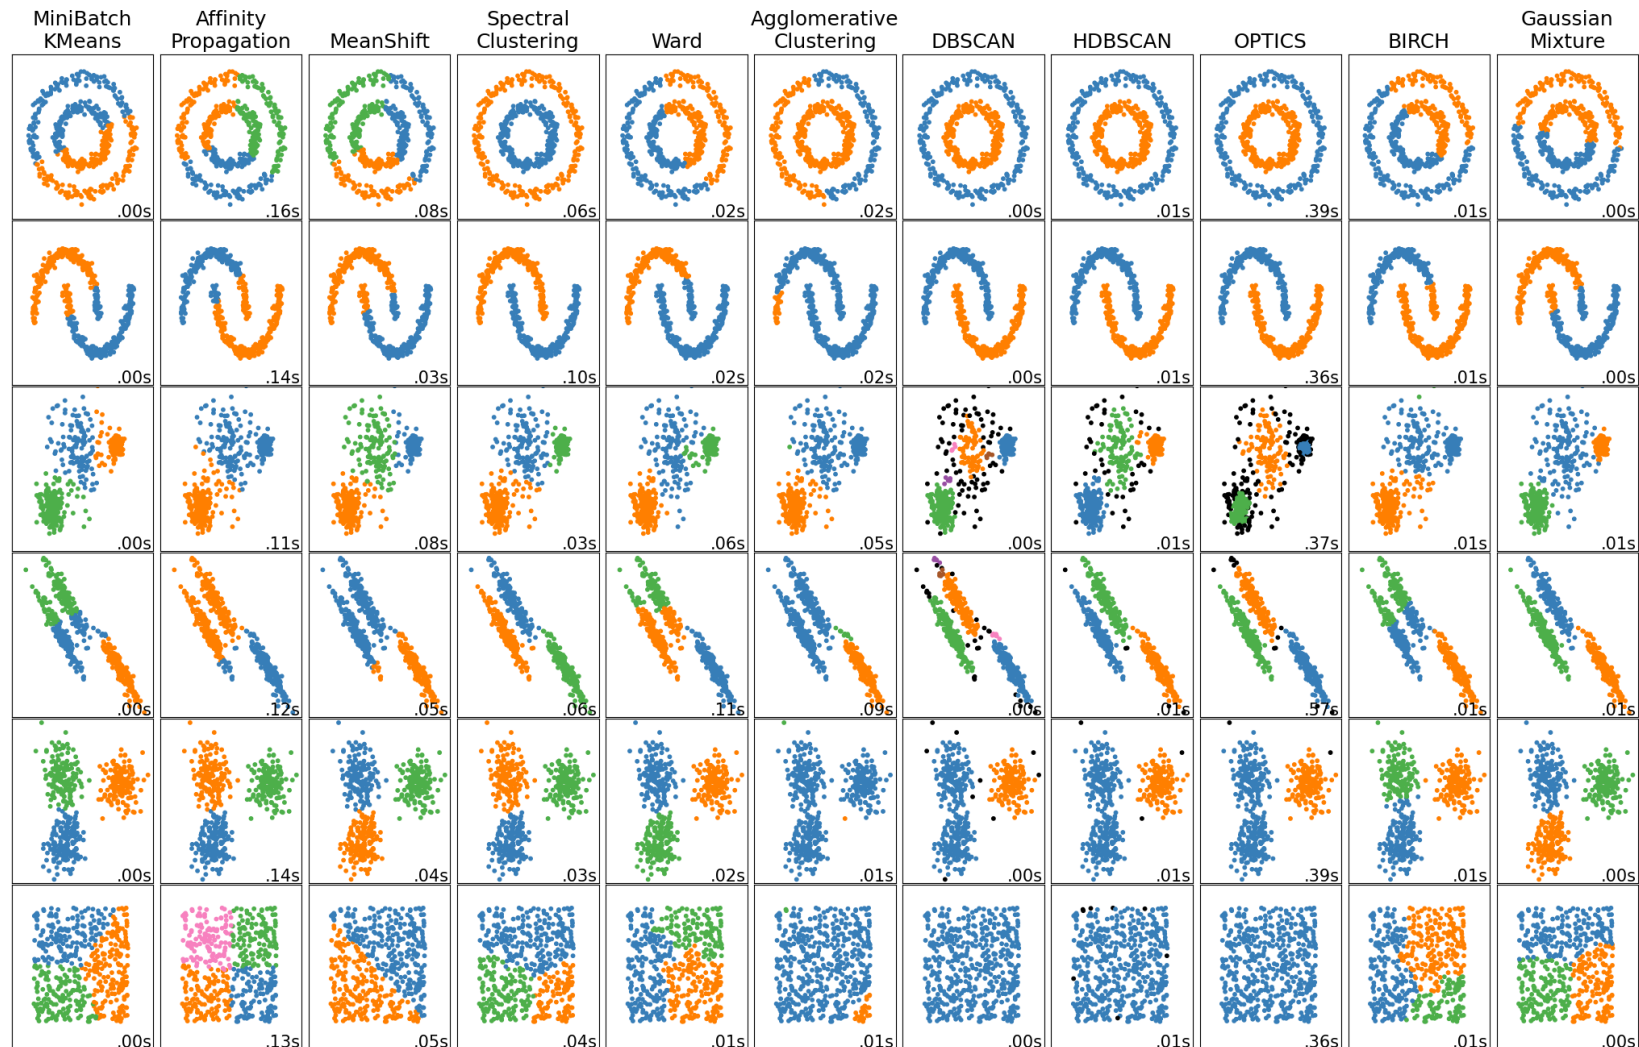 MiniBatch
KMeans
Affinity
Propagation
MeanShift
Spectral
Clustering
Ward
Agglomerative
Clustering
DBSCAN
HDBSCAN
OPTICS
BIRCH
Gaussian
Mixture
.00s
.16s
.08s
.06s
.02s
.02s
.00s
.01s
.39s
.01s
.00s
.00s
.14s
.03s
.10s
.02s
.02s
.00s
.01s
.36s
.01s
.00s
.00s
.11s
.08s
.03s
.06s
.05s
.00s
.01s
.37s
.01s
.01s
.00s
.12s
.05s
.06s
.11s
.09s
.00s
.01s
.57s
.01s
.01s
.00s
.14s
.04s
.03s
.02s
.01s
.00s
.01s
.39s
.01s
.00s
.00s
.13s
.05s
.04s
.01s
.01s
.00s
.01s
.36s
.01s
.00s